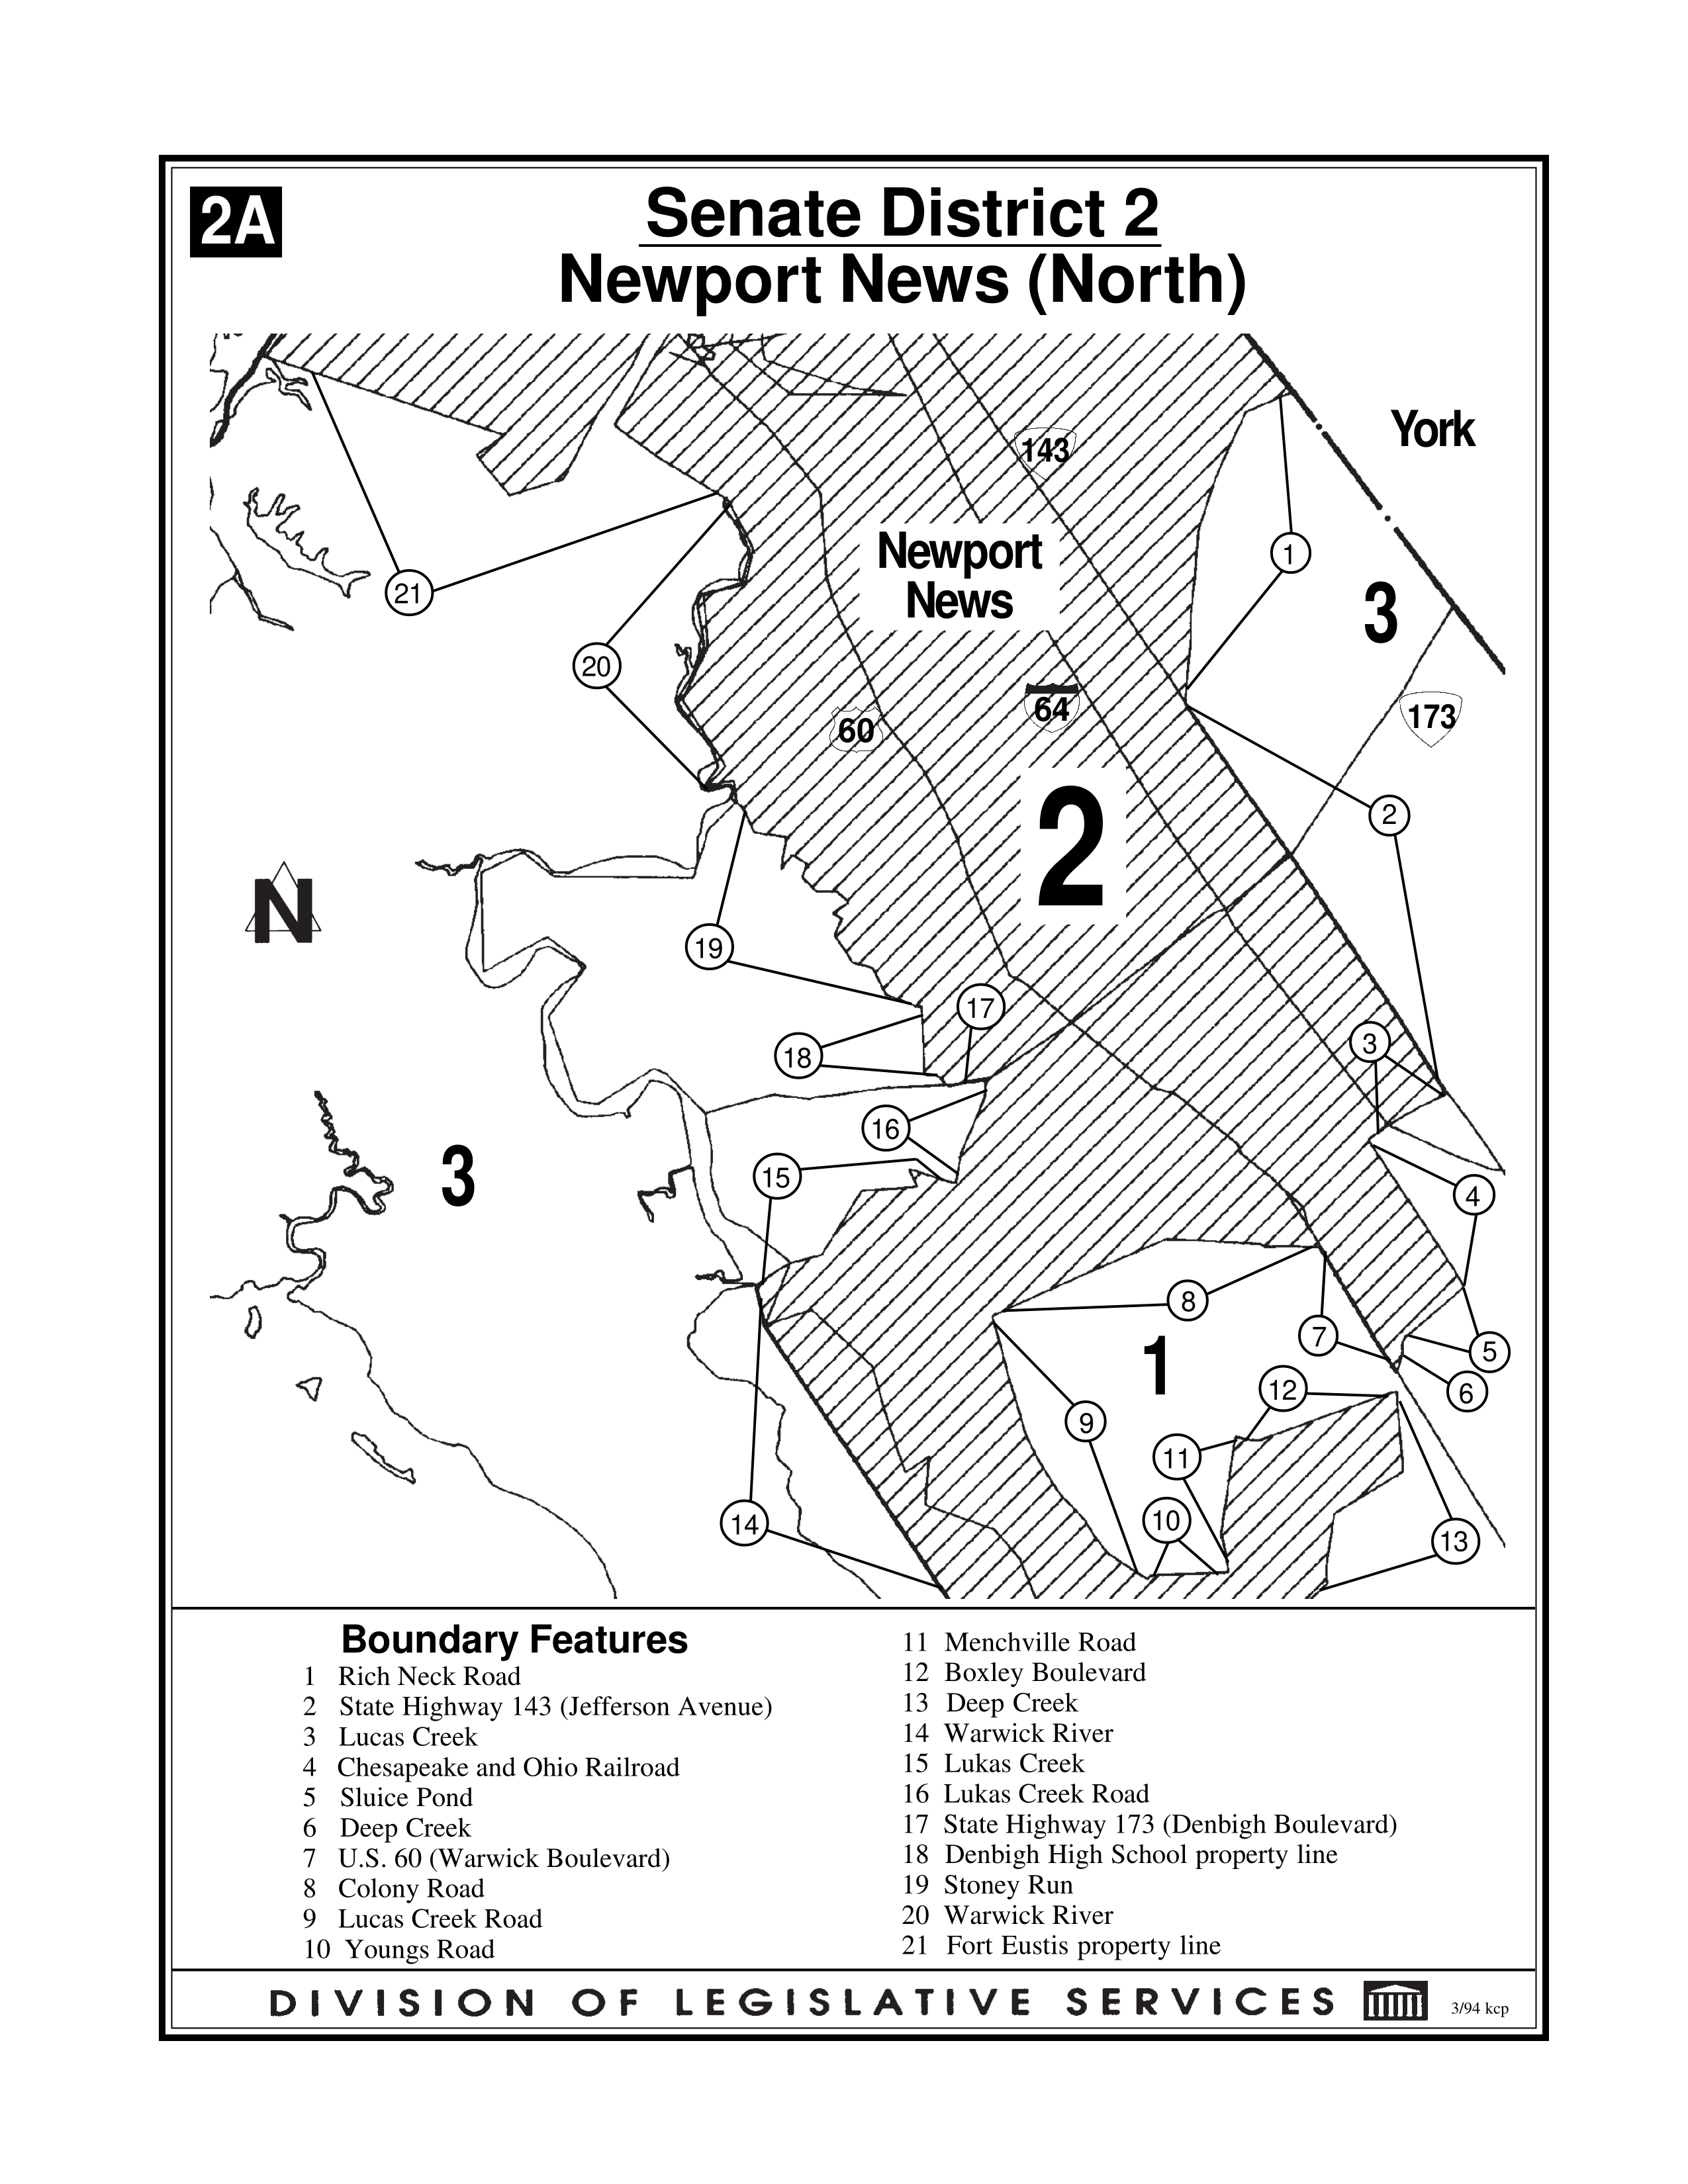 2A
Senate District 2
Newport News (North)
143
York
Newport
News
1
21
3
20
60
64
173
2
2
N
19
17
18
3
16
3
15
4
8
1
7
5
12
6
9
11
10
14
13
Boundary Features
1 Rich Neck Road
2 State Highway 143 (Jefferson Avenue)
3 Lucas Creek
4 Chesapeake and Ohio Railroad
5 Sluice Pond
6 Deep Creek
7 U.S. 60 (Warwick Boulevard)
8 Colony Road
9 Lucas Creek Road
10 Youngs Road
11 Menchville Road
12 Boxley Boulevard
13 Deep Creek
14 Warwick River
15 Lukas Creek
16 Lukas Creek Road
17 State Highway 173 (Denbigh Boulevard)
18 Denbigh High School property line
19 Stoney Run
20 Warwick River
21 Fort Eustis property line
DIVISION OF LEGISLATIVE SERVICES
3/94 kcp